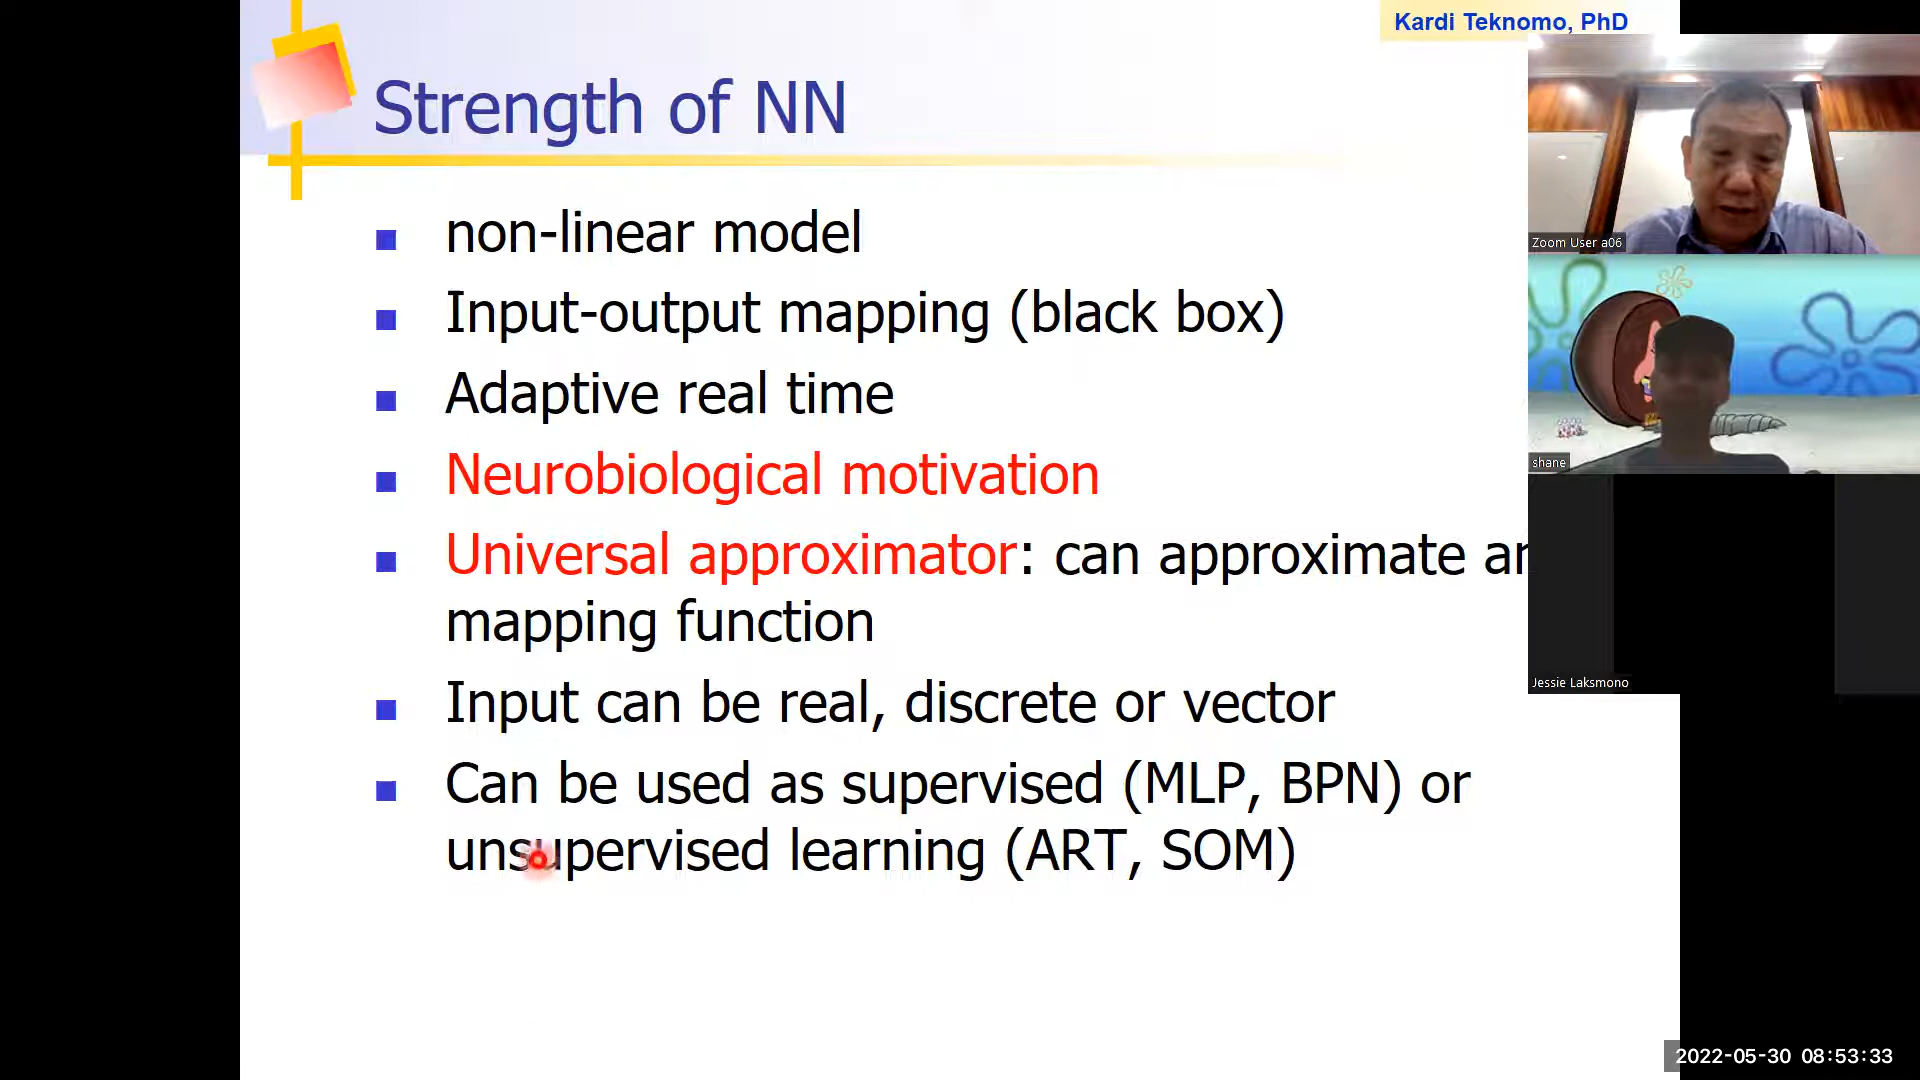 Kardi Teknomo, PhD
Strength of NN
non-linear model
Input-output mapping (black box)
Adaptive real time
Neurobiological motivation
Universal approximator: can approximate
mapping function
Input can be real, discrete or vector
Can be used as supervised (MLP, BPN) or
unsupervised learning (ART, SOM)
Zoom User a06
shane
Jessie Laksmono
2022-05-30 08:53:33